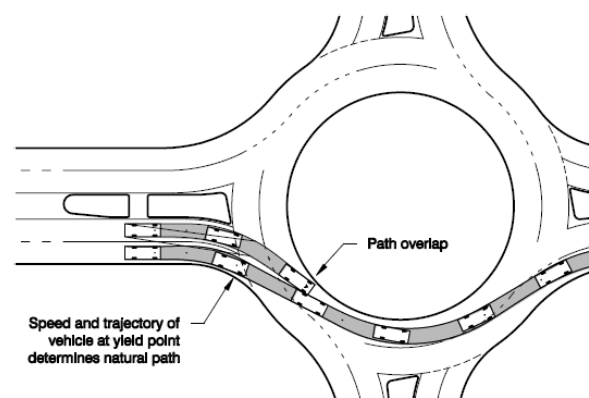 Path overlap
Speed and trajectory of
vehicle at yield point
determines natural path